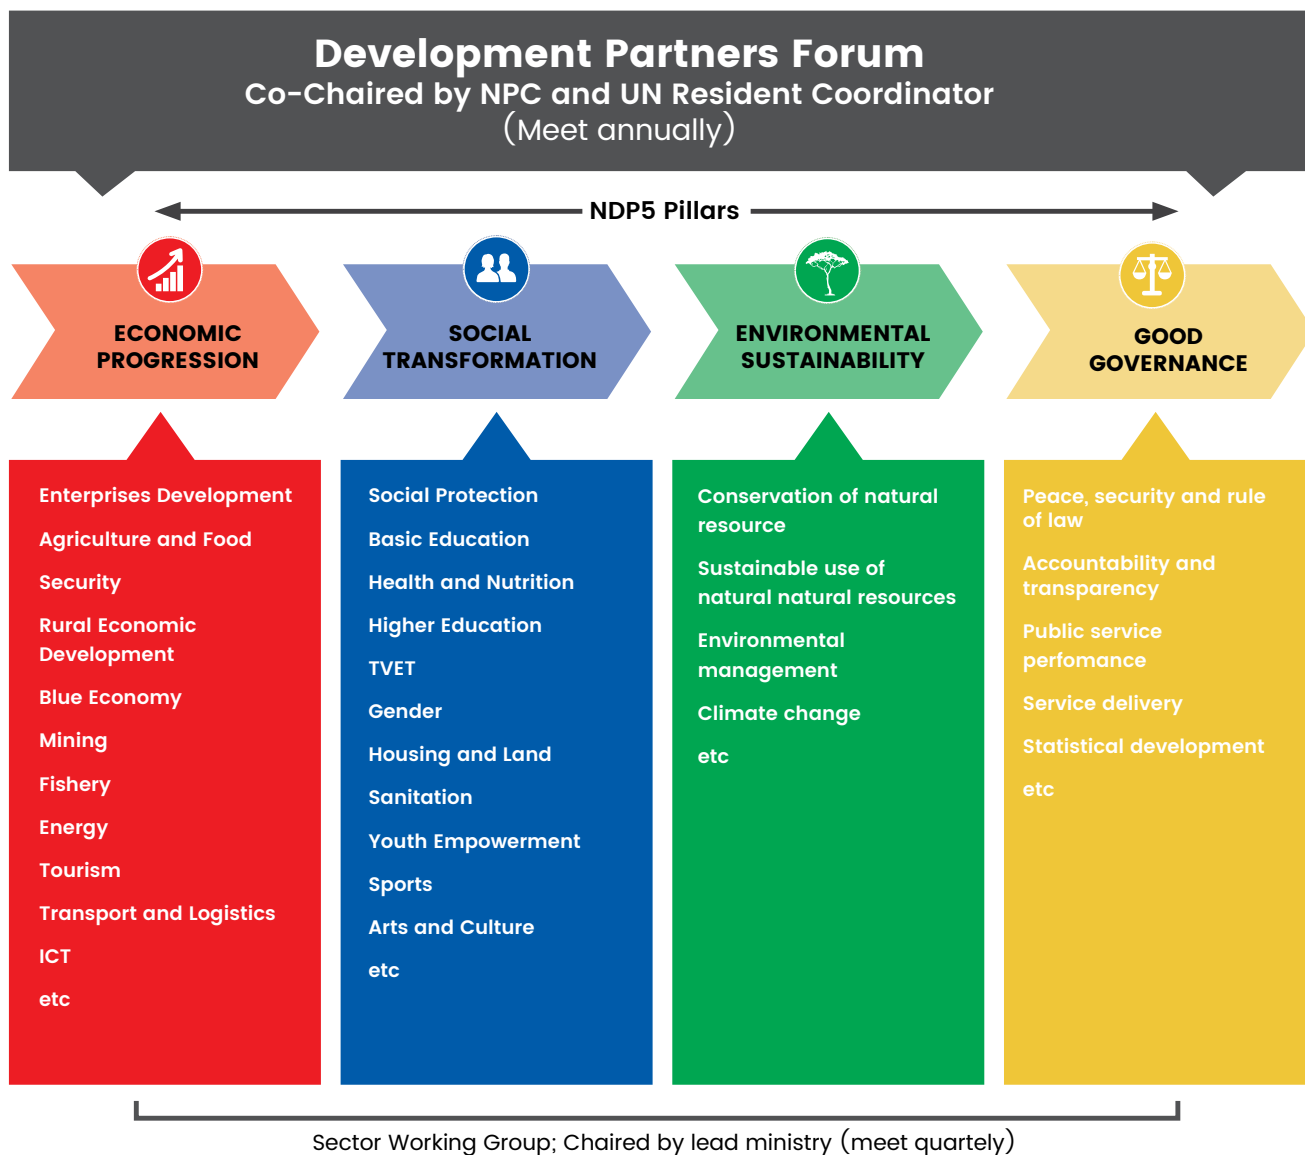 Development Partners Forum
Co-Chaired by NPC and UN Resident Coordinator
(Meet annually)
NDP5 Pillars
ECONOMIC
PROGRESSION
SOCIAL
TRANSFORMATION
ENVIRONMENTAL
SUSTAINABILITY
GOOD
GOVERNANCE
Enterprises Development
Agriculture and Food
Security
Rural Economic
Development
Blue Economy
Mining
Fishery
Energy
Tourism
Transport and Logistics
ICT
etc
Social Protection
Basic Education
Health and Nutrition
Higher Education
TVET
Gender
Housing and Land
Sanitation
Youth Empowerment
Sports
Arts and Culture
etc
Conservation of natural
resource
Sustainable use of
natural natural resources
Environmental
management
Climate change
etc
Peace, security and rule
of law
Accountability and
transparency
Public service
perfomance
Service delivery
Statistical development
etc
Sector Working Group; Chaired by lead ministry (meet quartely)